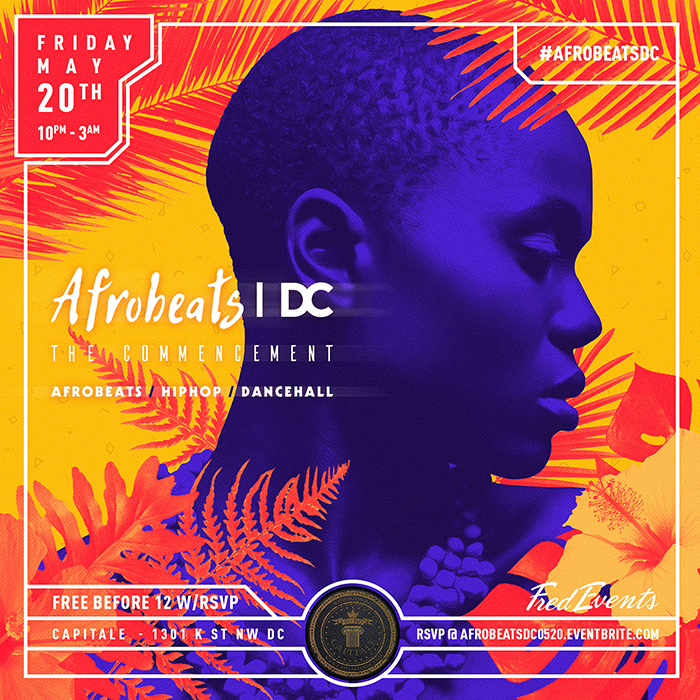 FRIDAY
MAY
20TH
10PM - 3AM
#AFROBEATSDC
Afrobeats | DC
THE COMMENCEMENT
AFROBEATS / HIPHOP / DANCEHALL
FREE BEFORE 12 W/RSVP
FredEvents
CAPITALE - 1301 K ST NW DC
RSVP @ AFROBEATSDC0520.EVENTBRITE.COM